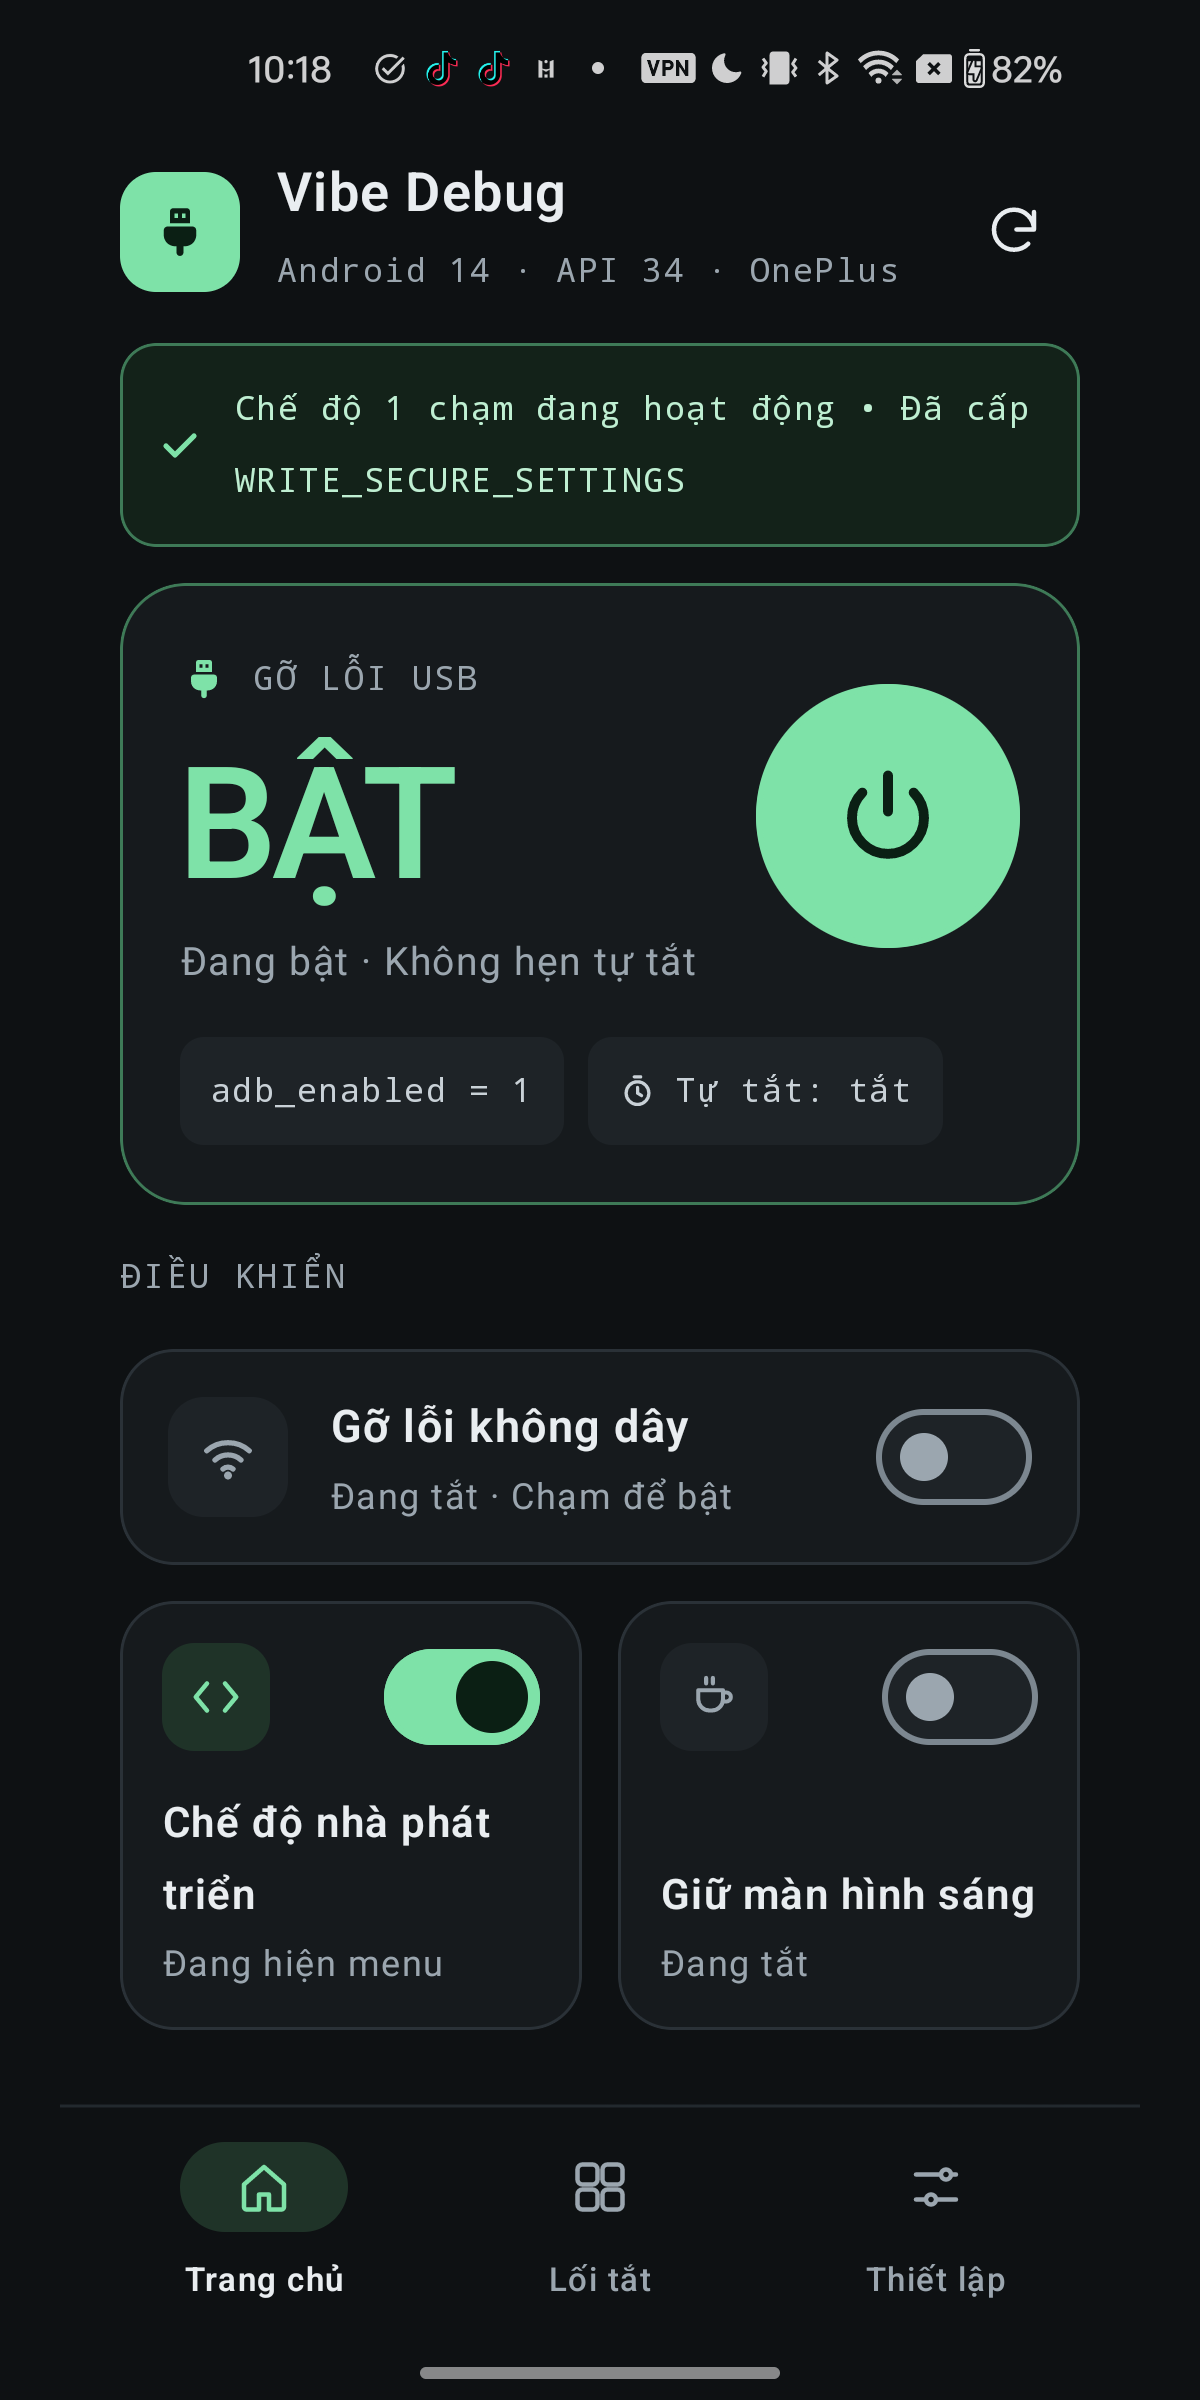 10:18 VPN 82%
Vibe Debug
Android 14 · API 34 · OnePlus
Chế độ 1 chạm đang hoạt động • Đã cấp
WRITE_SECURE_SETTINGS
GỠ LỖI USB
BẬT
Đang bật · Không hẹn tự tắt
adb_enabled = 1
Tự tắt: tắt
ĐIỀU KHIỂN
Gỡ lỗi không dây
Đang tắt · Chạm để bật
Chế độ nhà phát
triển
Đang hiện menu
Giữ màn hình sáng
Đang tắt
Trang chủ
Lối tắt
Thiết lập